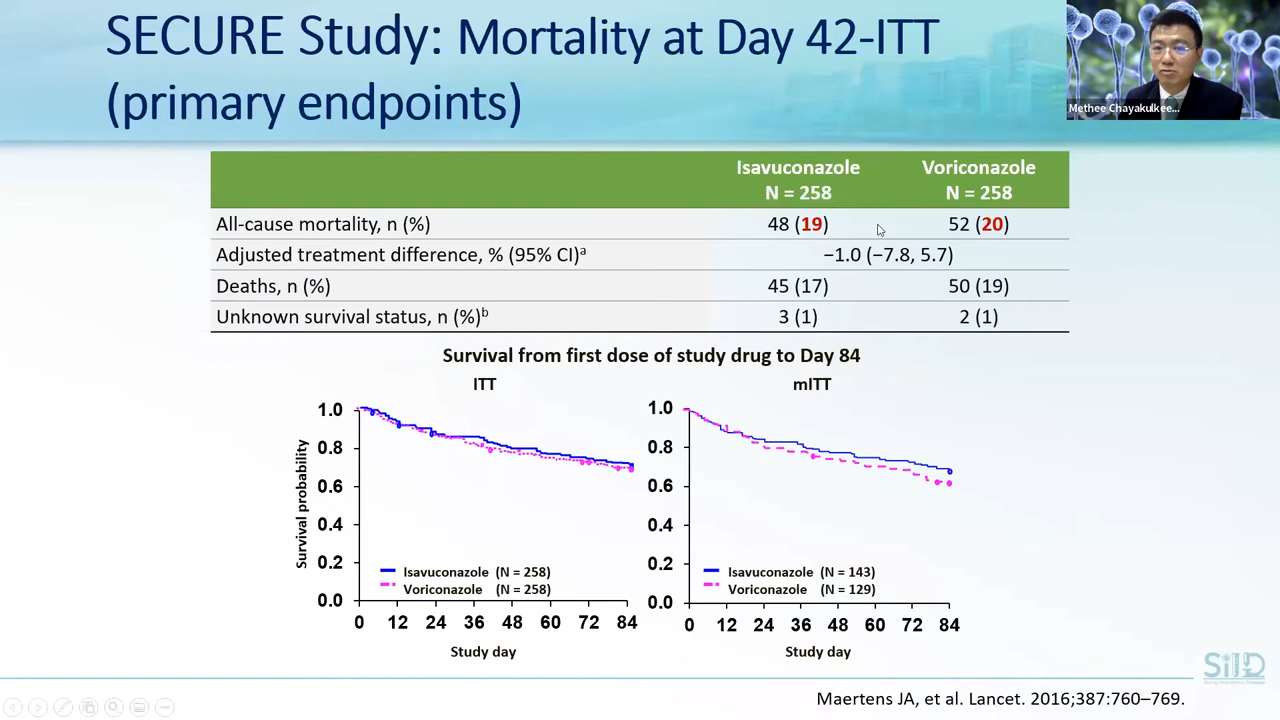 SECURE Study: Mortality at Day 42-ITT
(primary endpoints)
Methee Chayakulkee...
Isavuconazole Voriconazole
N = 258 N = 258
All-cause mortality, n (%) 48 (19) 52 (20)
Adjusted treatment difference, % (95% CI)ᵃ −1.0 (−7.8, 5.7)
Deaths, n (%) 45 (17) 50 (19)
Unknown survival status, n (%)ᵇ 3 (1) 2 (1)
Survival from first dose of study drug to Day 84
ITT
Survival probability
1.0
0.8
0.6
0.4
0.2
0.0
Isavuconazole (N = 258)
Voriconazole (N = 258)
0 12 24 36 48 60 72 84
Study day
mITT
1.0
0.8
0.6
0.4
0.2
0.0
Isavuconazole (N = 143)
Voriconazole (N = 129)
0 12 24 36 48 60 72 84
Study day
SiID
Maertens JA, et al. Lancet. 2016;387:760–769.